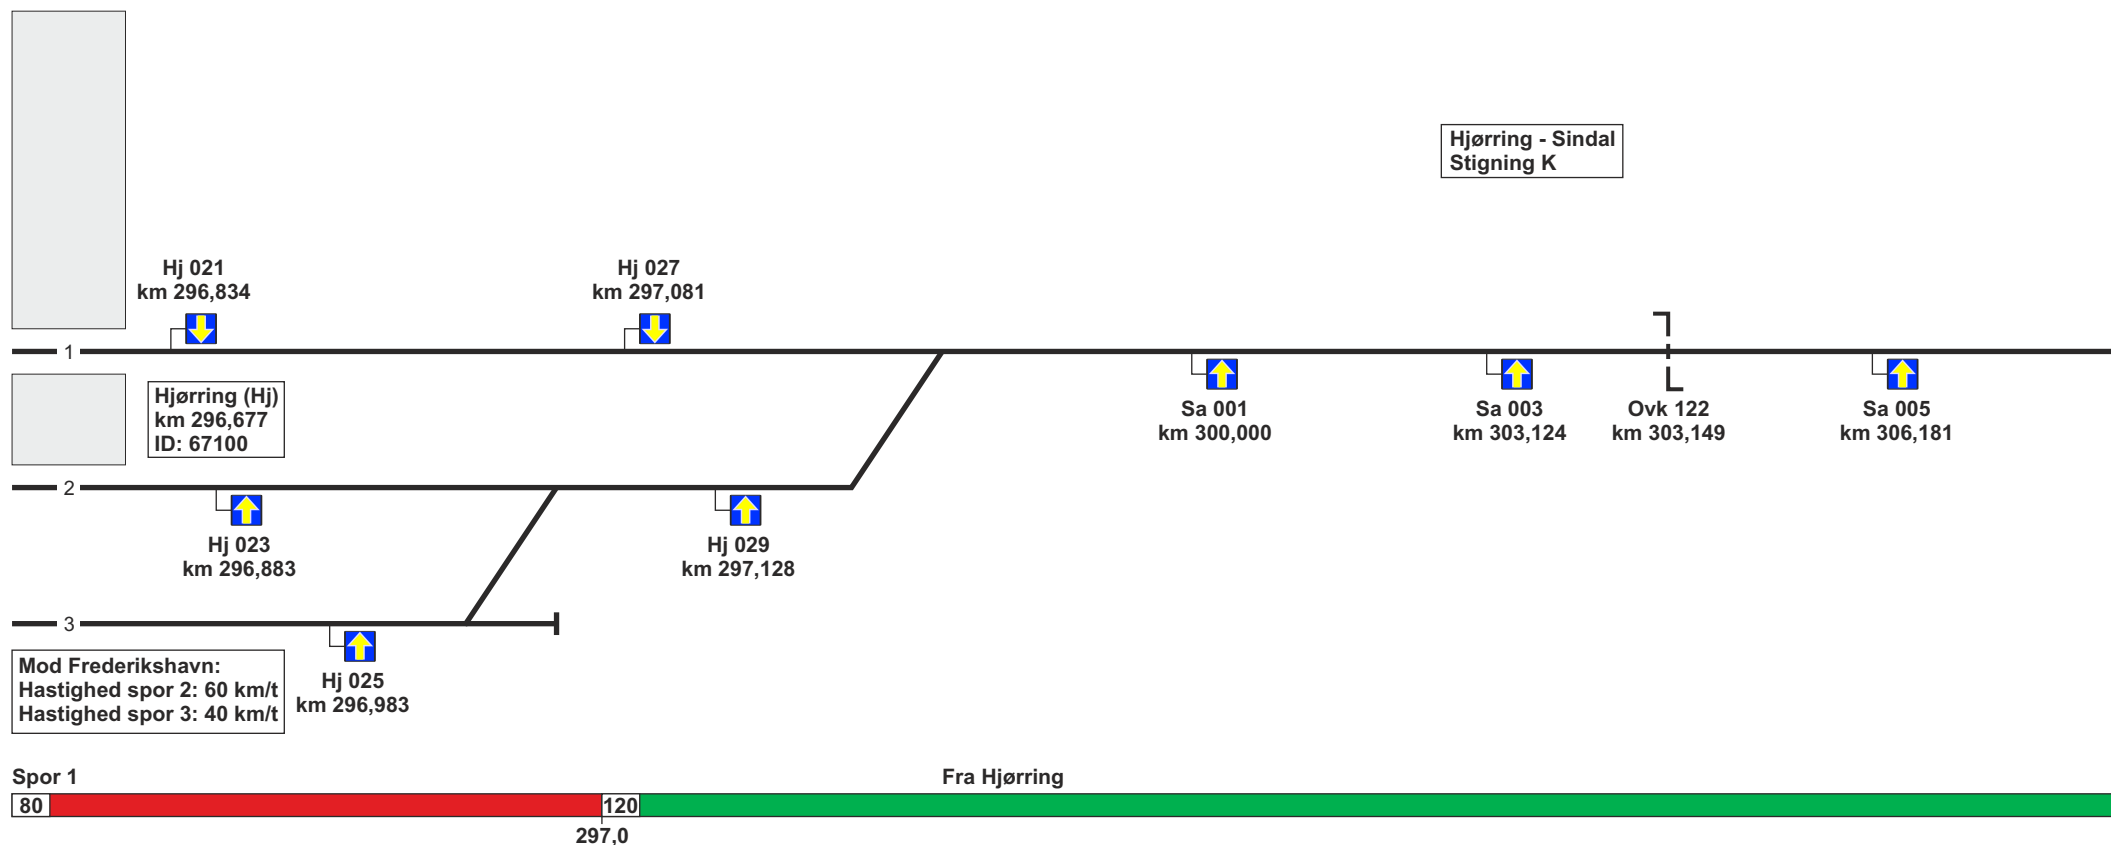 Hjørring - Sindal
Stigning K
Hj 021
km 296,834
Hj 027
km 297,081
1
Hjørring (Hj)
km 296,677
ID: 67100
Sa 001
km 300,000
Sa 003
km 303,124
Ovk 122
km 303,149
Sa 005
km 306,181
2
Hj 023
km 296,883
Hj 029
km 297,128
3
Mod Frederikshavn:
Hastighed spor 2: 60 km/t
Hastighed spor 3: 40 km/t
Hj 025
km 296,983
Spor 1
Fra Hjørring
80
120
297,0